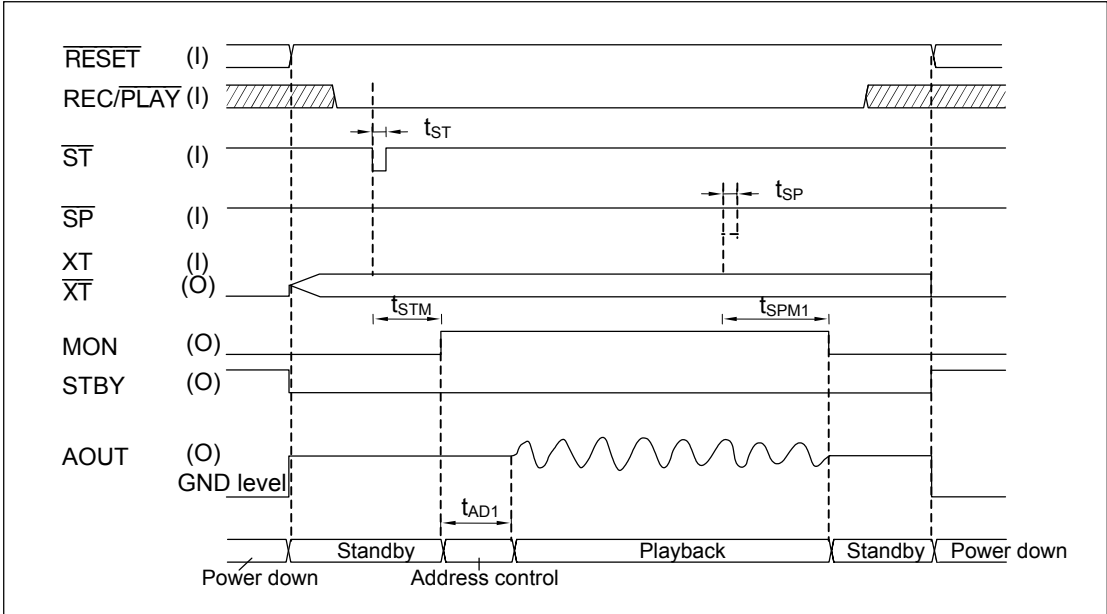 RESET (I)
REC/PLAY (I)
tST
ST (I)
tSP
SP (I)
XT (I)
XT (O)
tSTM tSPM1
MON (O)
STBY (O)
AOUT (O)
GND level
tAD1
Standby Playback Standby Power down
Power down Address control